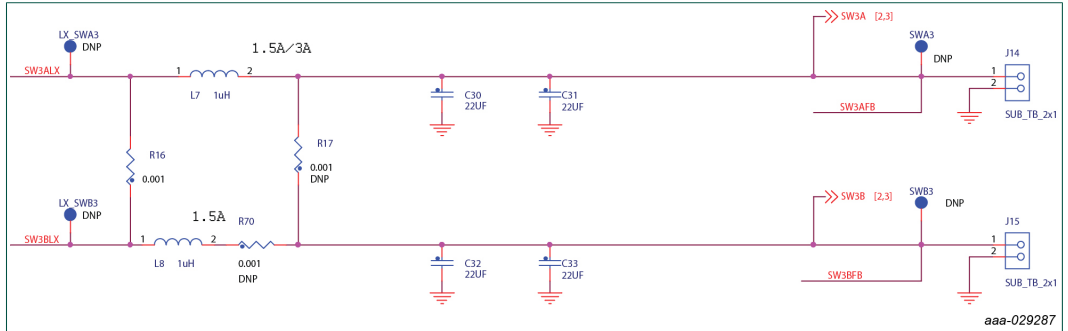 SW3A [2,3]
LX_SWA3
DNP
1.5A/3A
SWA3
DNP
J14
SW3ALX
1
2
L7 1uH
1
2
C30
22UF
C31
22UF
SW3AFB
SUB_TB_2x1
R16
0.001
R17
0.001
DNP
LX_SWB3
DNP
1.5A
R70
SW3B [2,3]
SWB3
DNP
J15
SW3BLX
1
2
L8 1uH
0.001
DNP
1
2
C32
22UF
C33
22UF
SW3BFB
SUB_TB_2x1
aaa-029287